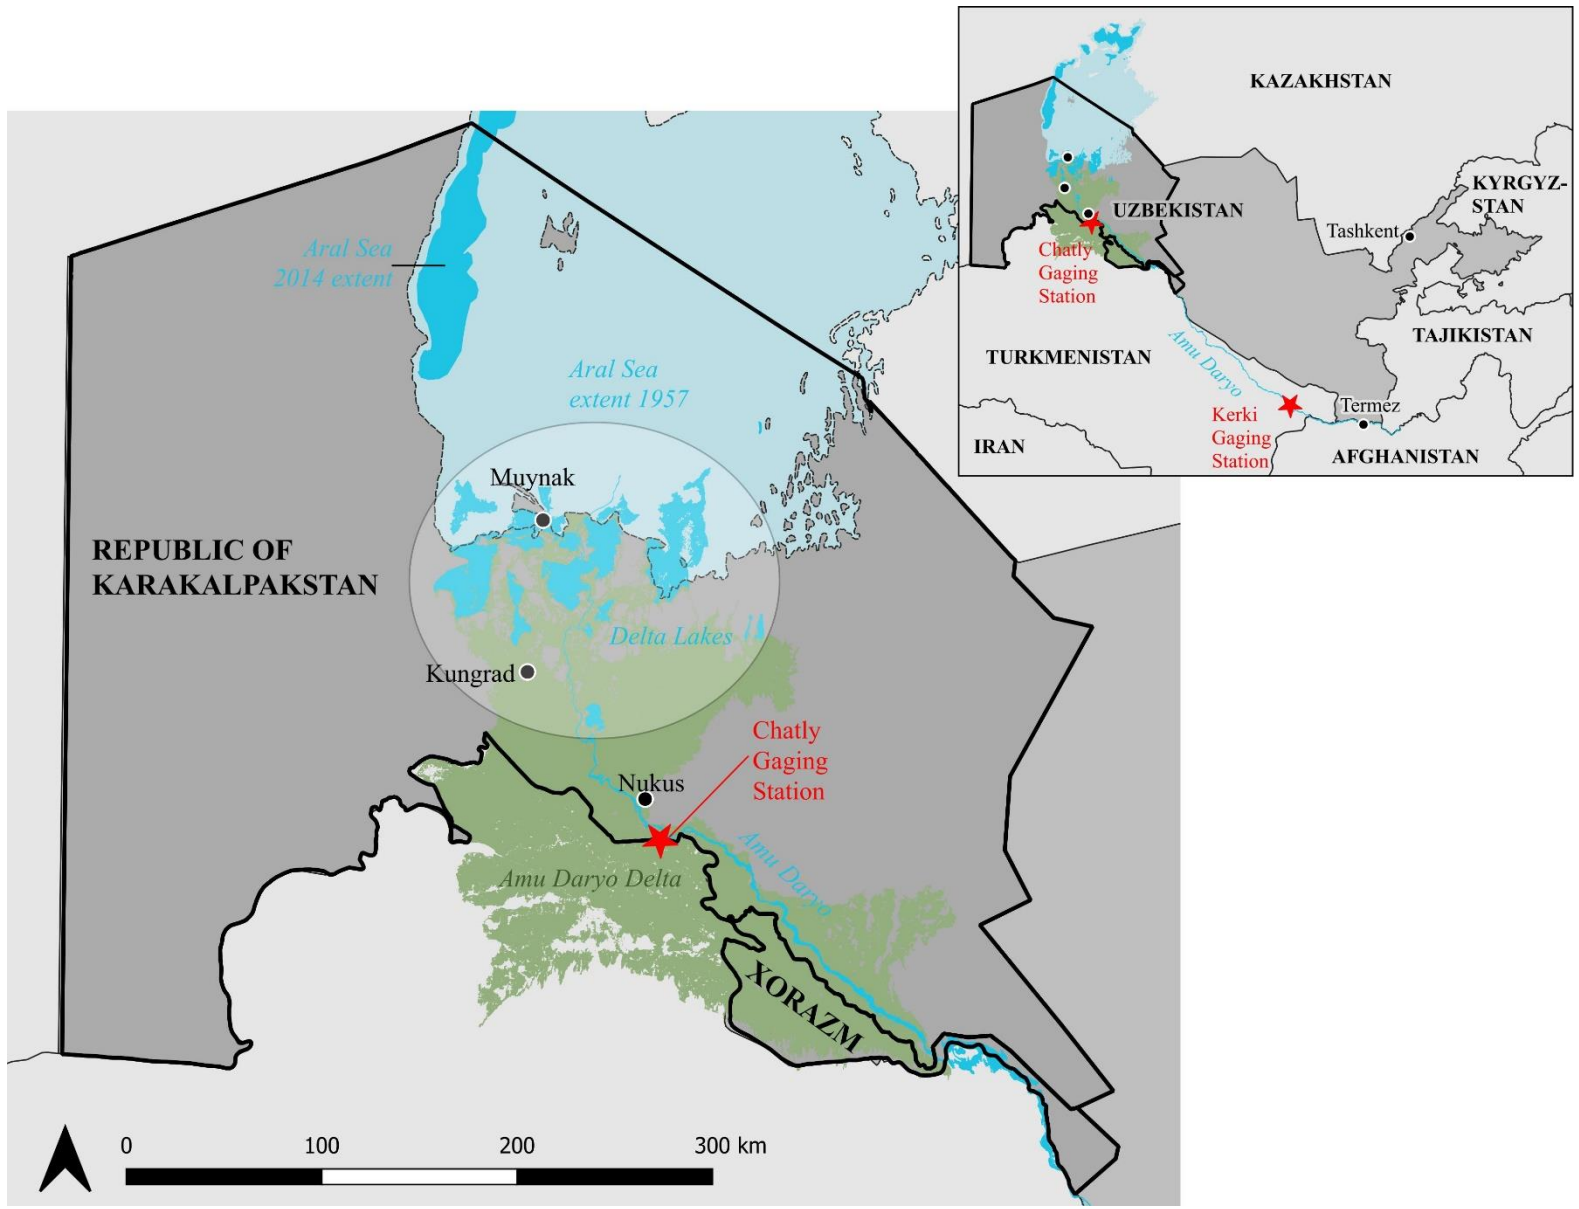 Aral Sea
2014 extent
Aral Sea
extent 1957
Muynak
REPUBLIC OF
KARAKALPAKSTAN
Delta Lakes
Kungrad
Chatly
Gaging
Station
Nukus
Amu Daryo
Amu Daryo Delta
XORAZM
0 100 200 300 km
KAZAKHSTAN
KYRGYZ-
STAN
UZBEKISTAN
Tashkent
Chatly
Gaging
Station
TAJIKISTAN
TURKMENISTAN
Amu Daryo
Termez
Kerki
Gaging
Station
IRAN
AFGHANISTAN